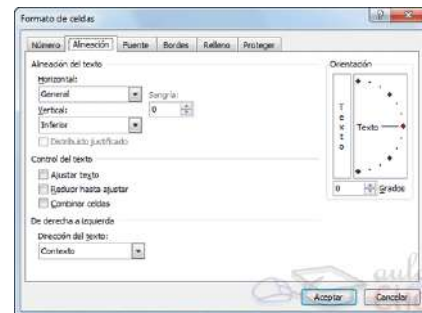 Formato de celdas
Número Alineación Fuente Bordes Relleno Proteger
Alineación del texto
Horizontal:
General
Sangría:
Vertical:
0
Inferior
Distribuido justificado
Control del texto
Ajustar texto
Reducir hasta ajustar
Combinar celdas
De derecha a izquierda
Dirección del texto:
Contexto
Orientación
Texto
Texto
0 Grados
aula
Clic
Aceptar Cancelar